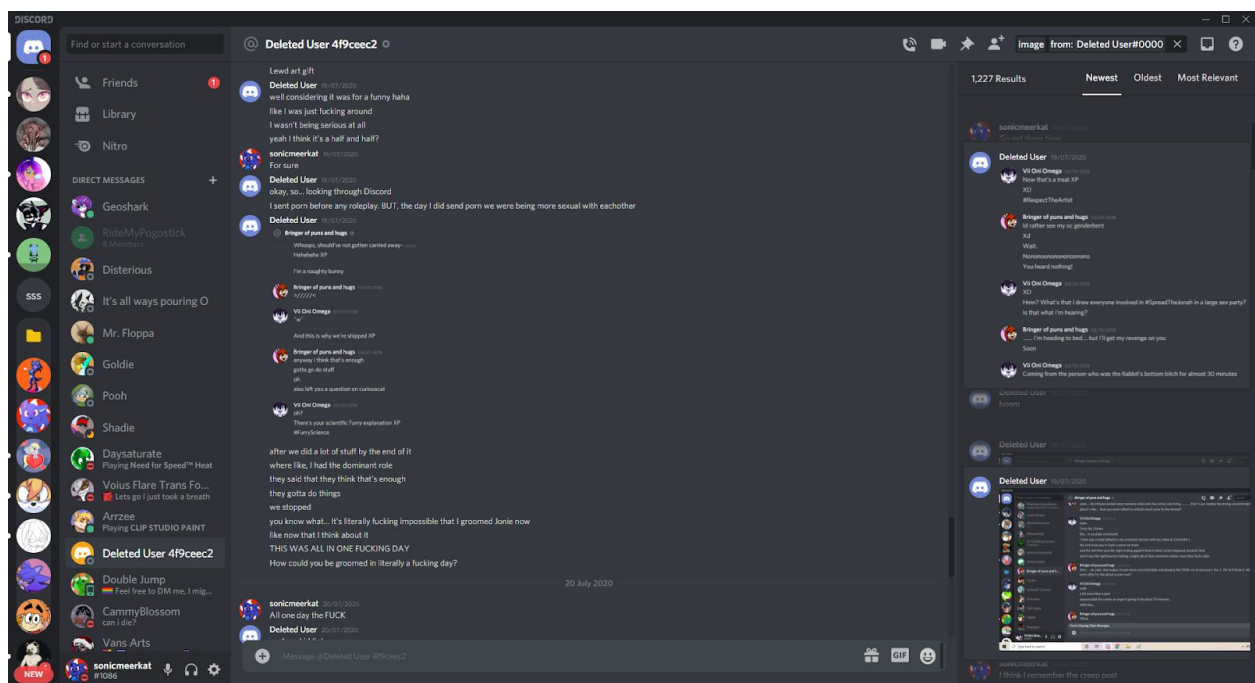 DISCORD
Find or start a conversation
Friends
1
Library
Nitro
DIRECT MESSAGES
Geoshark
RideMyPogostick
8 Members
Disterious
It's all ways pouring O
Mr. Floppa
Goldie
Pooh
Shadie
Daysaturate
Playing Need for Speed™ Heat
Voius Flare Trans Fo...
Lets go I just took a breath
Arrzee
Playing CLIP STUDIO PAINT
Deleted User 4f9ceec2
Double Jump
Feel free to DM me, I mig...
CammyBlossom
can i die?
Vans Arts
sonicmeerkat
#1086
SSS
NEW
Deleted User 4f9ceec2
Lewd art gift
Deleted User 19/07/2020
well considering it was for a funny haha
like I was just fucking around
I wasn't being serious at all
yeah I think it's a half and half?
sonicmeerkat 19/07/2020
For sure
Deleted User 19/07/2020
okay, so... looking through Discord
I sent porn before any roleplay. BUT, the day I did send porn we were being more sexual with eachother
Deleted User 19/07/2020
Bringer of puns and hugs
Whoops, should've not gotten carried away~
Hehehehe XP
I'm a naughty bunny
Bringer of puns and hugs
Vii Oni Omega
And this is why we're shipped XP
Bringer of puns and hugs
anyway i think that's enough
gotta go do stuff
oh
also left you a question on curiouscat
Vii Oni Omega
oh?
There's your scientific Furry explanation XP
#FurryScience
after we did a lot of stuff by the end of it
where like, I had the dominant role
they said that they think that's enough
they gotta do things
we stopped
you know what... It's literally fucking impossible that I groomed Jonie now
like now that I think about it
THIS WAS ALL IN ONE FUCKING DAY
How could you be groomed in literally a fucking day?
20 July 2020
sonicmeerkat 20/07/2020
All one day the FUCK
Deleted User 20/07/2020
Message @Deleted User 4f9ceec2
GIF
image from: Deleted User#0000
1,227 Results
Newest
Oldest
Most Relevant
sonicmeerkat
Deleted User 19/07/2020
Vii Oni Omega
Now that's a treat XP
XD
#RespectTheArtist
Bringer of puns and hugs
Id rather see my oc genderbent
Xd
Wait.
You heard nothing!
Vii Oni Omega
XD
Hmn? What's that I draw everyone involved in #SpreadTheJonah in a large sex party?
Is that what I'm hearing?
Bringer of puns and hugs
...... I'm heading to bed... but I'll get my revenge on you
Soon
Vii Oni Omega
Coming from the person who was the Rabbit's bottom bitch for almost 30 minutes
Deleted User
boom
Deleted User
Deleted User 19/07/2020
Bringer of puns and hugs
sonicmeerkat
I think I remember the creep post